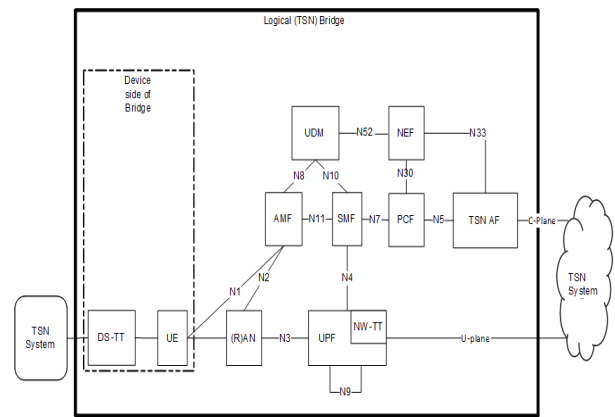 Logical (TSN) Bridge
Device
side of
Bridge
UDM
N52
NEF
N33
N8
N10
N30
AMF
N11
SMF
N7
PCF
N5
TSN AF
C-Plane
TSN
System
N1
N2
N4
TSN
System
DS-TT
UE
(R)AN
N3
UPF
NW-TT
U-plane
N9